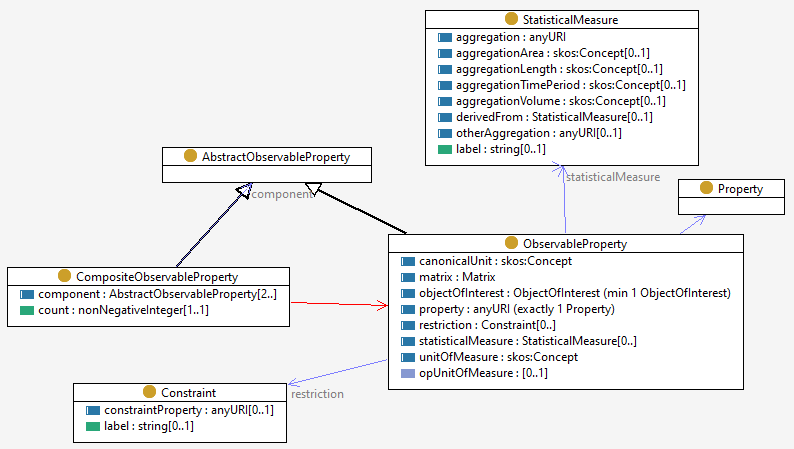 StatisticalMeasure
aggregation : anyURI
aggregationArea : skos:Concept[0..1]
aggregationLength : skos:Concept[0..1]
aggregationTimePeriod : skos:Concept[0..1]
aggregationVolume : skos:Concept[0..1]
derivedFrom : StatisticalMeasure[0..1]
otherAggregation : anyURI[0..1]
label : string[0..1]
AbstractObservableProperty
component
statisticalMeasure
Property
ObservableProperty
canonicalUnit : skos:Concept
matrix : Matrix
objectOfInterest : ObjectOfInterest (min 1 ObjectOfInterest)
property : anyURI (exactly 1 Property)
restriction : Constraint[0..]
statisticalMeasure : StatisticalMeasure[0..]
unitOfMeasure : skos:Concept
opUnitOfMeasure : [0..1]
CompositeObservableProperty
component : AbstractObservableProperty[2..]
count : nonNegativeInteger[1..1]
restriction
Constraint
constraintProperty : anyURI[0..1]
label : string[0..1]